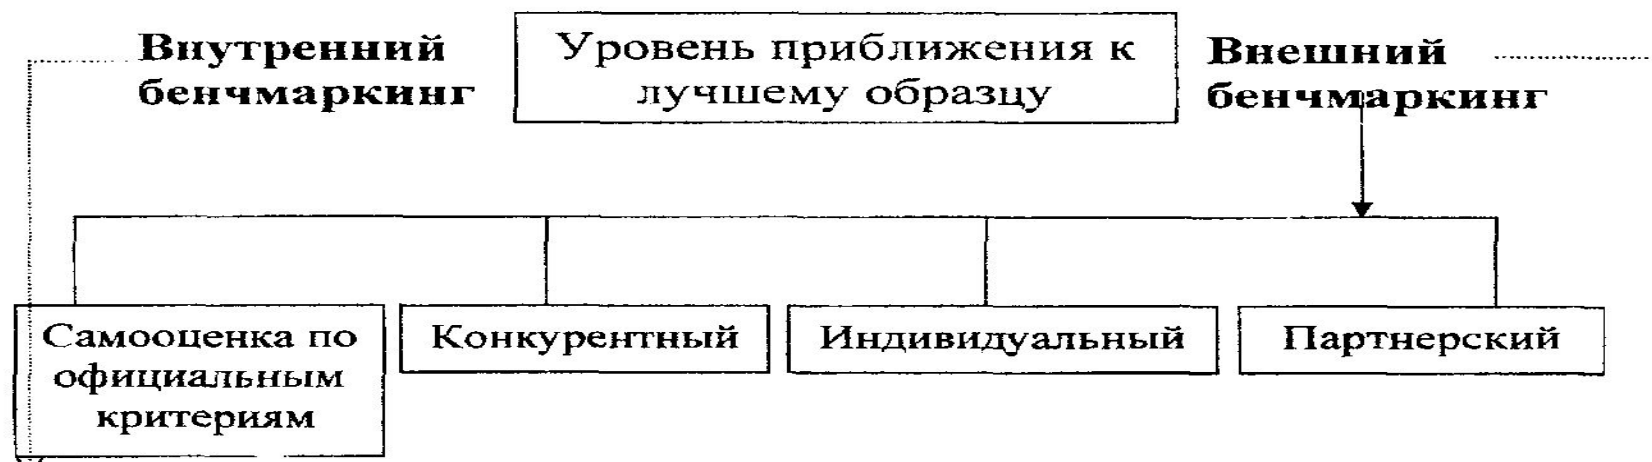 Внутренний
бенчмаркинг
Уровень приближения к
лучшему образцу
Внешний
бенчмаркинг
Самооценка по
официальным
критериям
Конкурентный
Индивидуальный
Партнерский